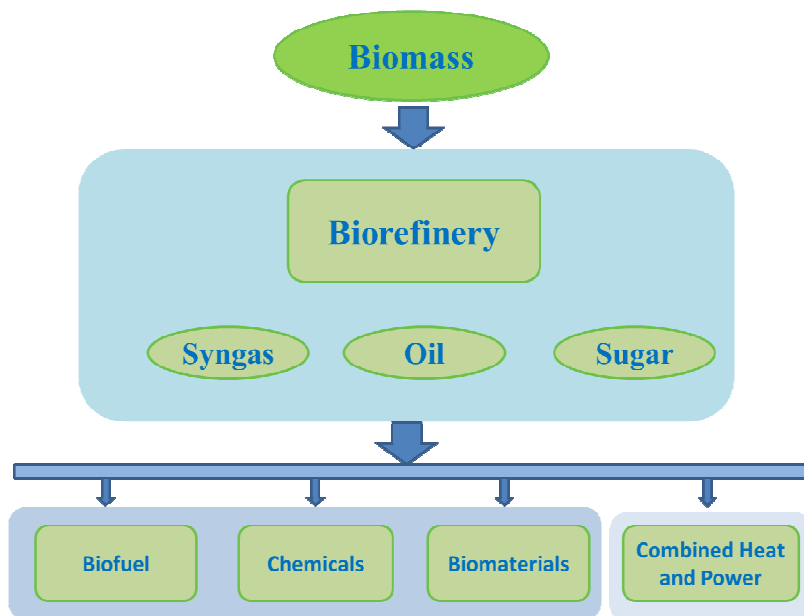 Biomass
Biorefinery
Syngas
Oil
Sugar
Biofuel
Chemicals
Biomaterials
Combined Heat
and Power